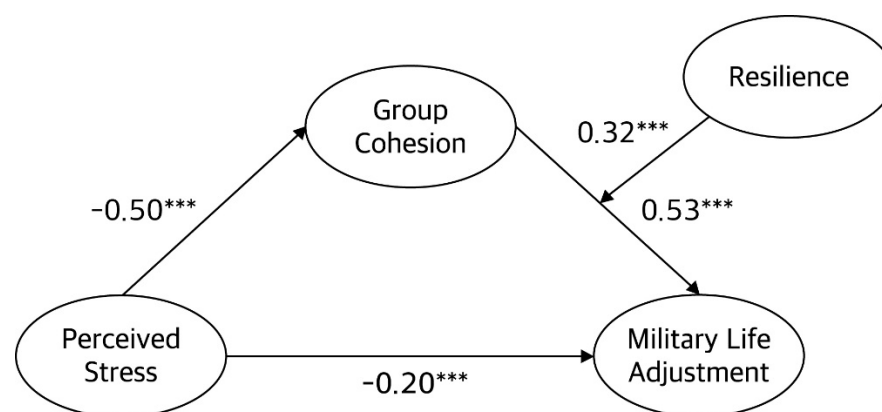 Resilience
Group
Cohesion
0.32***
-0.50***
0.53***
Perceived
Stress
Military Life
Adjustment
-0.20***